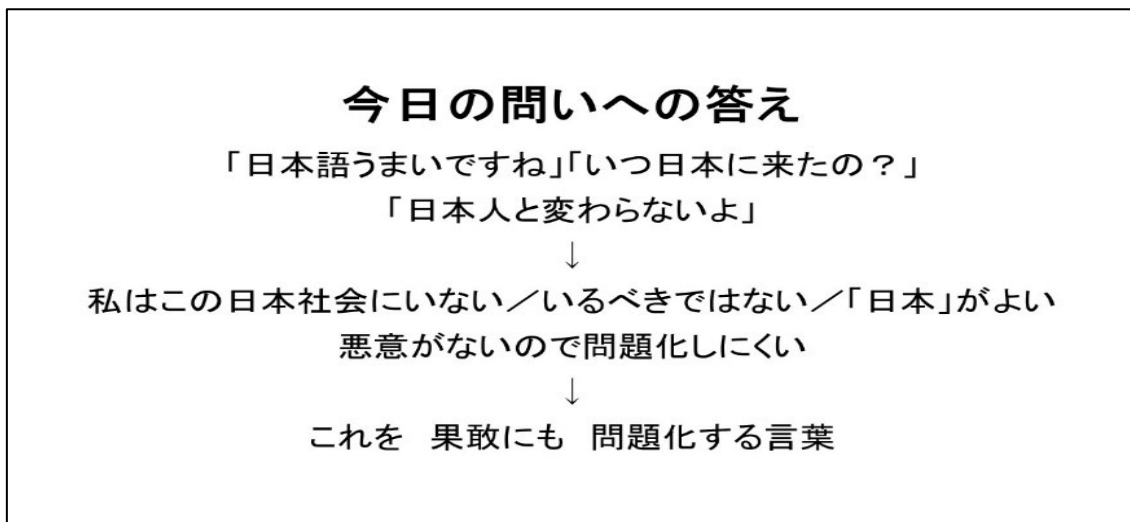 今日の問いへの答え
「日本語うまいですね」「いつ日本に来たの？」
「日本人と変わらないよ」
↓
私はこの日本社会にいない／いるべきではない／「日本」がよい
悪意がないので問題化しにくい
↓
これを　果敢にも　問題化する言葉